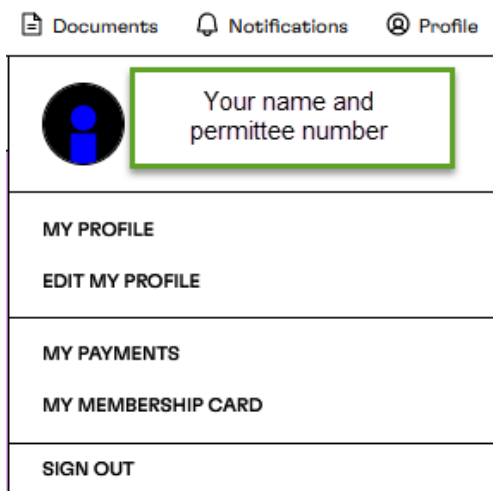 Documents Notifications Profile
Your name and
permittee number
MY PROFILE
EDIT MY PROFILE
MY PAYMENTS
MY MEMBERSHIP CARD
SIGN OUT